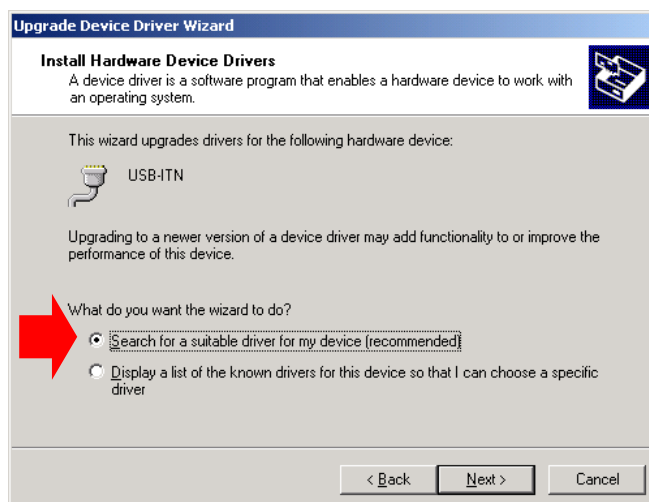 Upgrade Device Driver Wizard
Install Hardware Device Drivers
A device driver is a software program that enables a hardware device to work with
an operating system.
This wizard upgrades drivers for the following hardware device:
USB-ITN
Upgrading to a newer version of a device driver may add functionality to or improve the
performance of this device.
What do you want the wizard to do?
Search for a suitable driver for my device (recommended)
Display a list of the known drivers for this device so that I can choose a specific
driver
< Back
Next >
Cancel